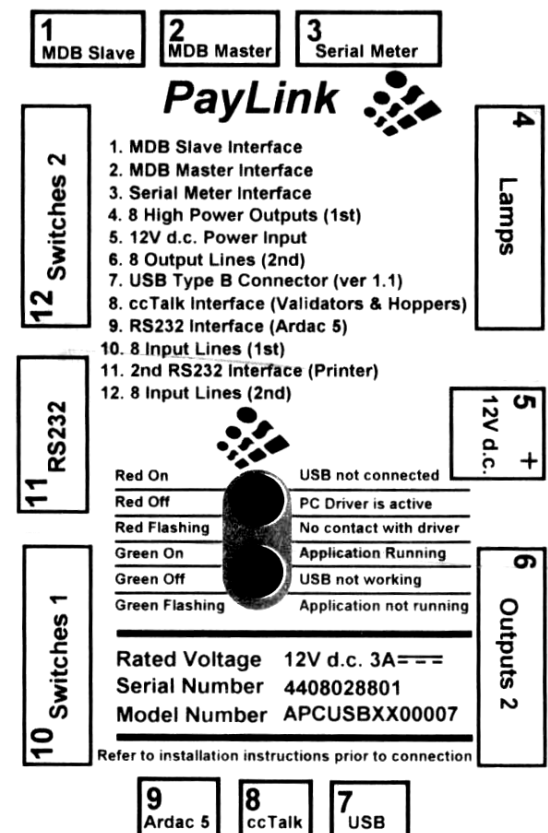 1
MDB Slave
2
MDB Master
3
Serial Meter
PayLink
1. MDB Slave Interface
2. MDB Master Interface
3. Serial Meter Interface
4. 8 High Power Outputs (1st)
5. 12V d.c. Power Input
6. 8 Output Lines (2nd)
7. USB Type B Connector (ver 1.1)
8. ccTalk Interface (Validators & Hoppers)
9. RS232 Interface (Ardac 5)
10. 8 Input Lines (1st)
11. 2nd RS232 Interface (Printer)
12. 8 Input Lines (2nd)
12 Switches 2
11 RS232
10 Switches 1
4
Lamps
5 +
12V d.c.
6
Outputs 2
Red On USB not connected
Red Off PC Driver is active
Red Flashing No contact with driver
Green On Application Running
Green Off USB not working
Green Flashing Application not running
Rated Voltage 12V d.c. 3A
Serial Number 4408028801
Model Number APCUSBXX00007
Refer to installation instructions prior to connection
9
Ardac 5
8
ccTalk
7
USB